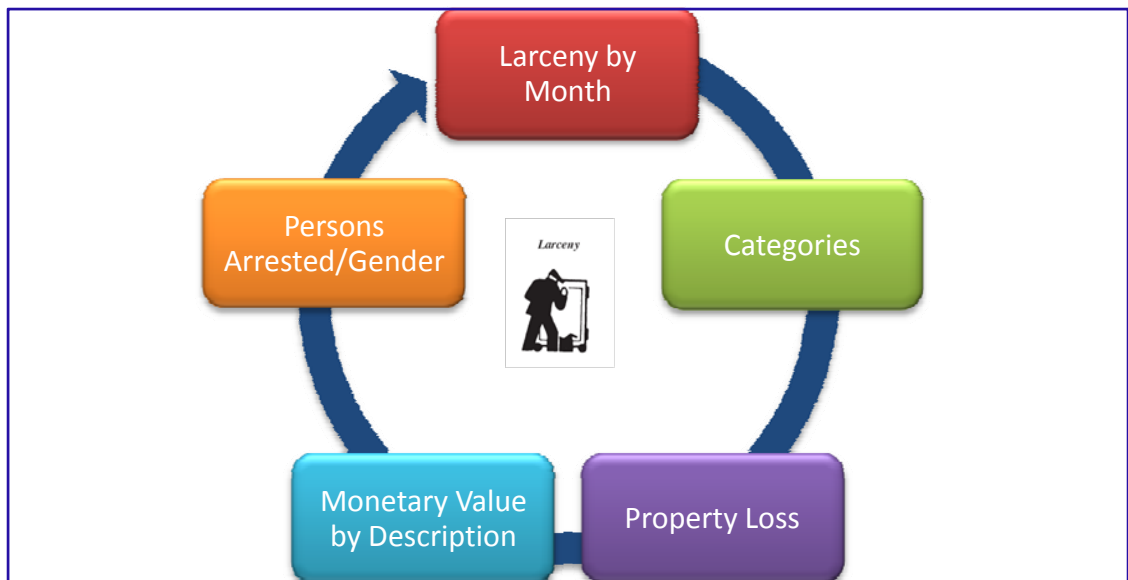 Larceny by
Month
Categories
Property Loss
Monetary Value
by Description
Persons
Arrested/Gender
Larceny